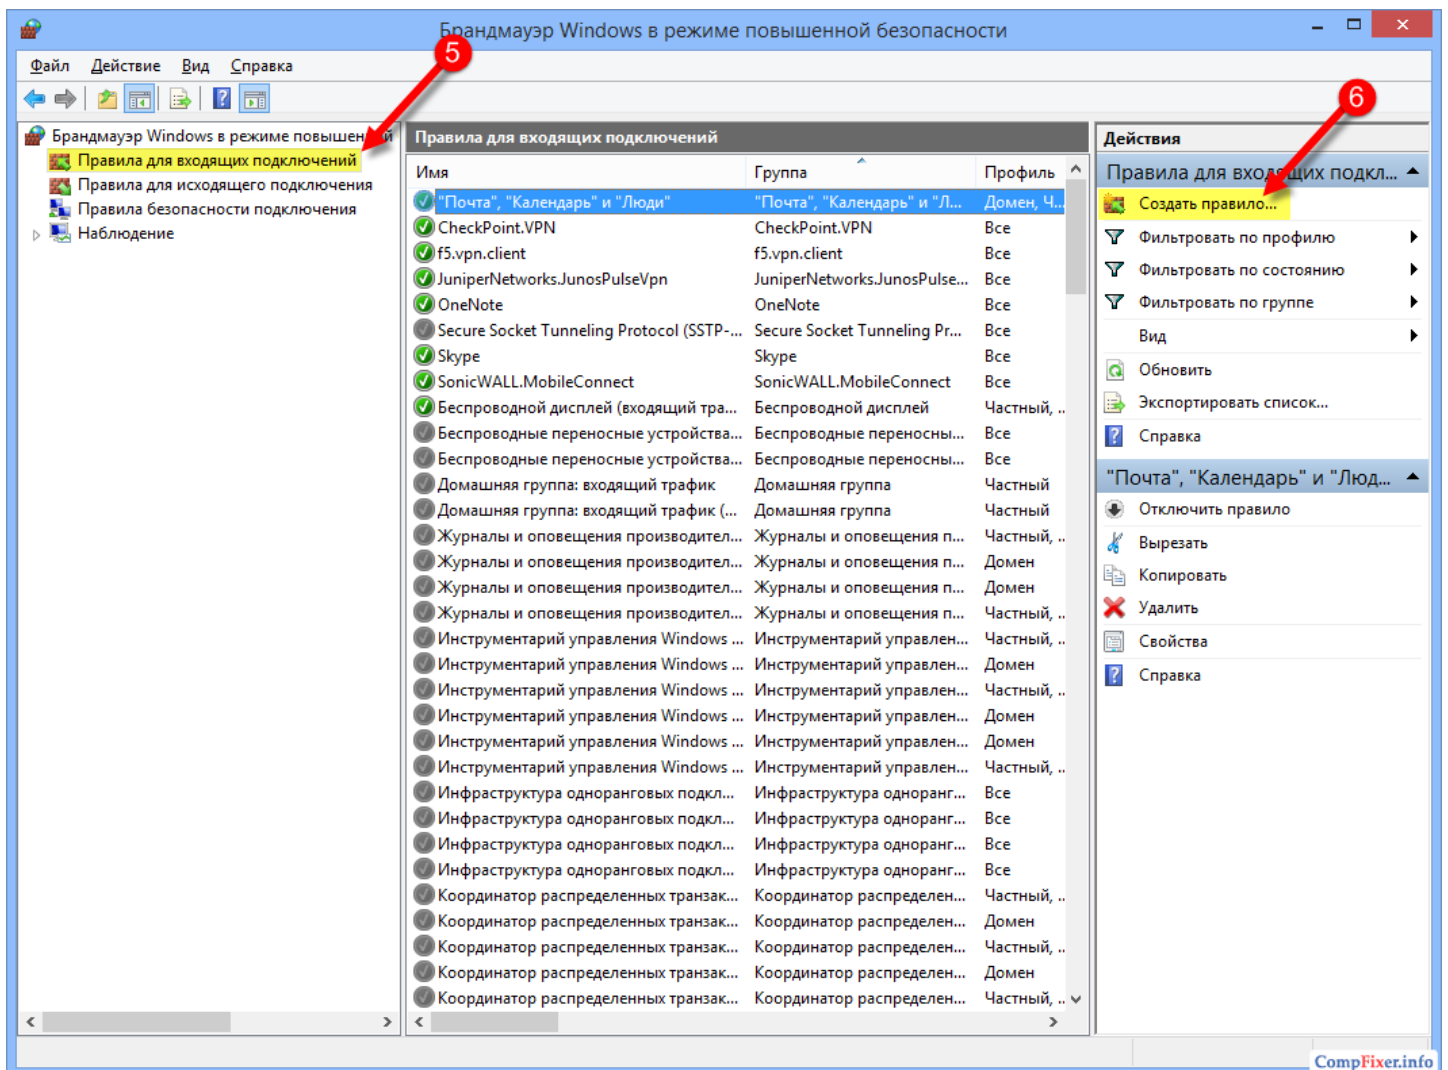 Брандмауэр Windows в режиме повышенной безопасности
5
Файл Действие Вид Справка
6
Брандмауэр Windows в режиме повышенной
Правила для входящих подключений
Правила для исходящего подключения
Правила безопасности подключения
Наблюдение
Правила для входящих подключений
Имя Группа Профиль
"Почта", "Календарь" и "Люди" "Почта", "Календарь" и "Л... Домен, Ч...
CheckPoint.VPN CheckPoint.VPN Все
f5.vpn.client f5.vpn.client Все
JuniperNetworks.JunosPulseVpn JuniperNetworks.JunosPulse... Все
OneNote OneNote Все
Secure Socket Tunneling Protocol (SSTP-... Secure Socket Tunneling Pr... Все
Skype Skype Все
SonicWALL.MobileConnect SonicWALL.MobileConnect Все
Беспроводной дисплей (входящий тра... Беспроводной дисплей Частный, ..
Беспроводные переносные устройства... Беспроводные переносны... Все
Беспроводные переносные устройства... Беспроводные переносны... Все
Домашняя группа: входящий трафик Домашняя группа Частный
Домашняя группа: входящий трафик (... Домашняя группа Частный
Журналы и оповещения производител... Журналы и оповещения п... Частный, ..
Журналы и оповещения производител... Журналы и оповещения п... Домен
Журналы и оповещения производител... Журналы и оповещения п... Домен
Журналы и оповещения производител... Журналы и оповещения п... Частный, ..
Инструментарий управления Windows ... Инструментарий управлен... Частный, ..
Инструментарий управления Windows ... Инструментарий управлен... Домен
Инструментарий управления Windows ... Инструментарий управлен... Частный, ..
Инструментарий управления Windows ... Инструментарий управлен... Домен
Инструментарий управления Windows ... Инструментарий управлен... Домен
Инструментарий управления Windows ... Инструментарий управлен... Частный, ..
Инфраструктура одноранговых подкл... Инфраструктура одноранг... Все
Инфраструктура одноранговых подкл... Инфраструктура одноранг... Все
Инфраструктура одноранговых подкл... Инфраструктура одноранг... Все
Инфраструктура одноранговых подкл... Инфраструктура одноранг... Все
Координатор распределенных транзак... Координатор распределен... Частный, ..
Координатор распределенных транзак... Координатор распределен... Домен
Координатор распределенных транзак... Координатор распределен... Частный, ..
Координатор распределенных транзак... Координатор распределен... Домен
Координатор распределенных транзак... Координатор распределен... Частный, ..
Действия
Правила для входящих подкл...
Создать правило...
Фильтровать по профилю
Фильтровать по состоянию
Фильтровать по группе
Вид
Обновить
Экспортировать список...
Справка
"Почта", "Календарь" и "Люд...
Отключить правило
Вырезать
Копировать
Удалить
Свойства
Справка
CompFixer.info